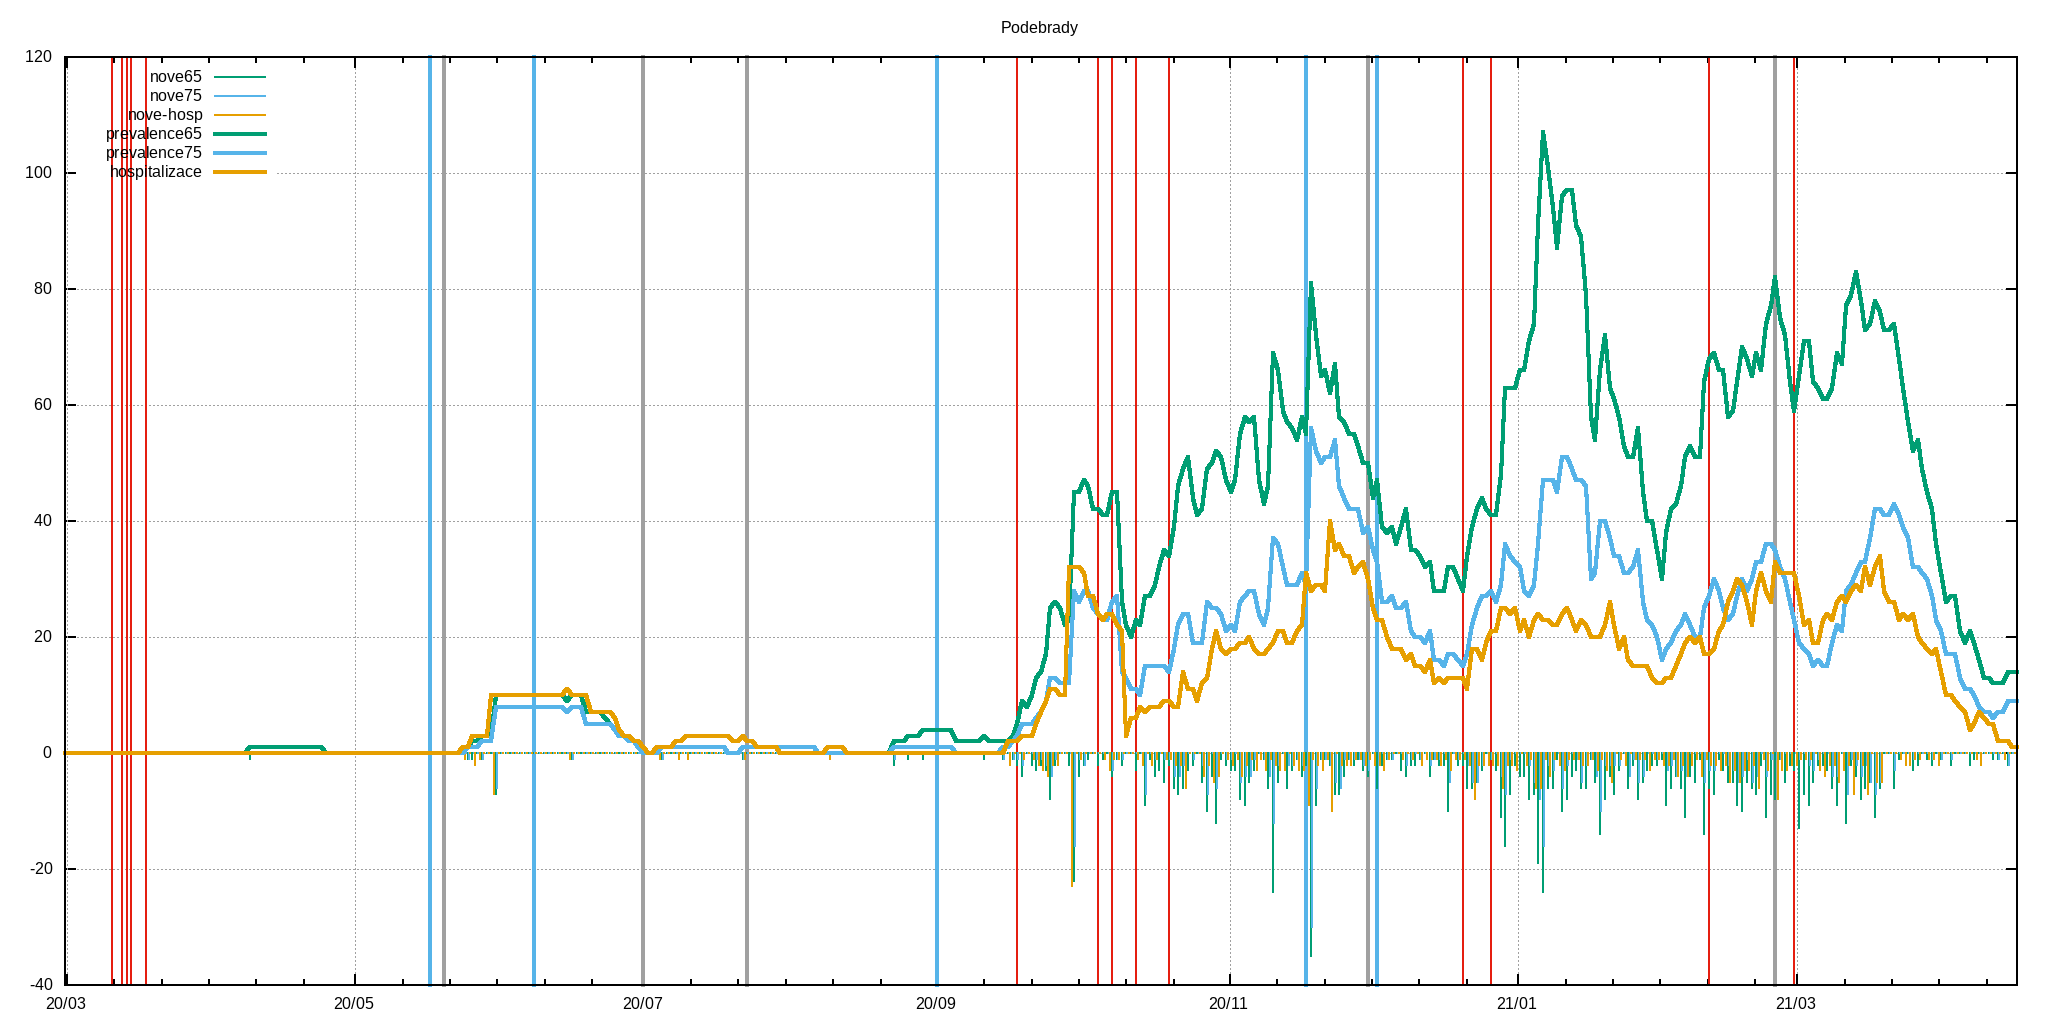 Podebrady
120
100
80
60
40
20
0
-20
-40
nove65
nove75
nove-hosp
prevalence65
prevalence75
hospitalizace
20/03 20/05 20/07 20/09 20/11 21/01 21/03